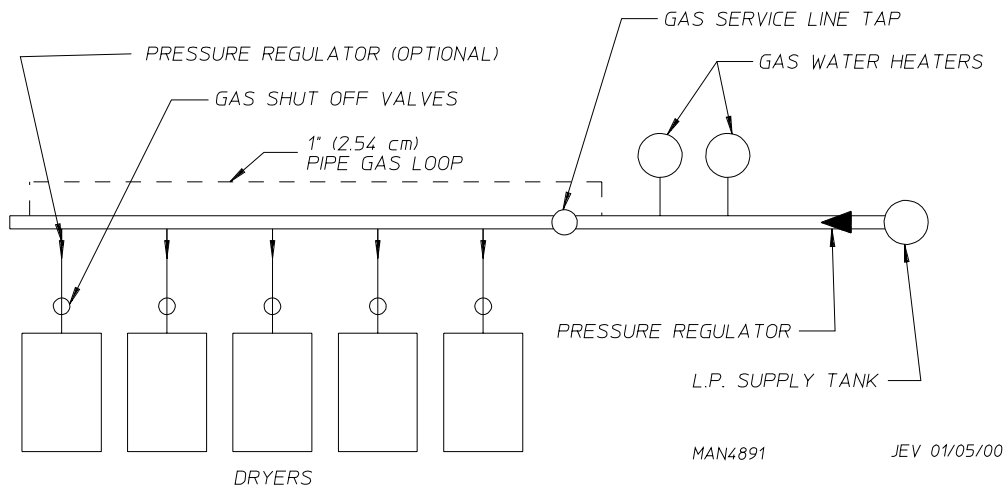 GAS SERVICE LINE TAP
PRESSURE REGULATOR (OPTIONAL)
GAS WATER HEATERS
GAS SHUT OFF VALVES
1" (2.54 cm)
PIPE GAS LOOP
PRESSURE REGULATOR
L.P. SUPPLY TANK
MAN4891
JEV 01/05/00
DRYERS